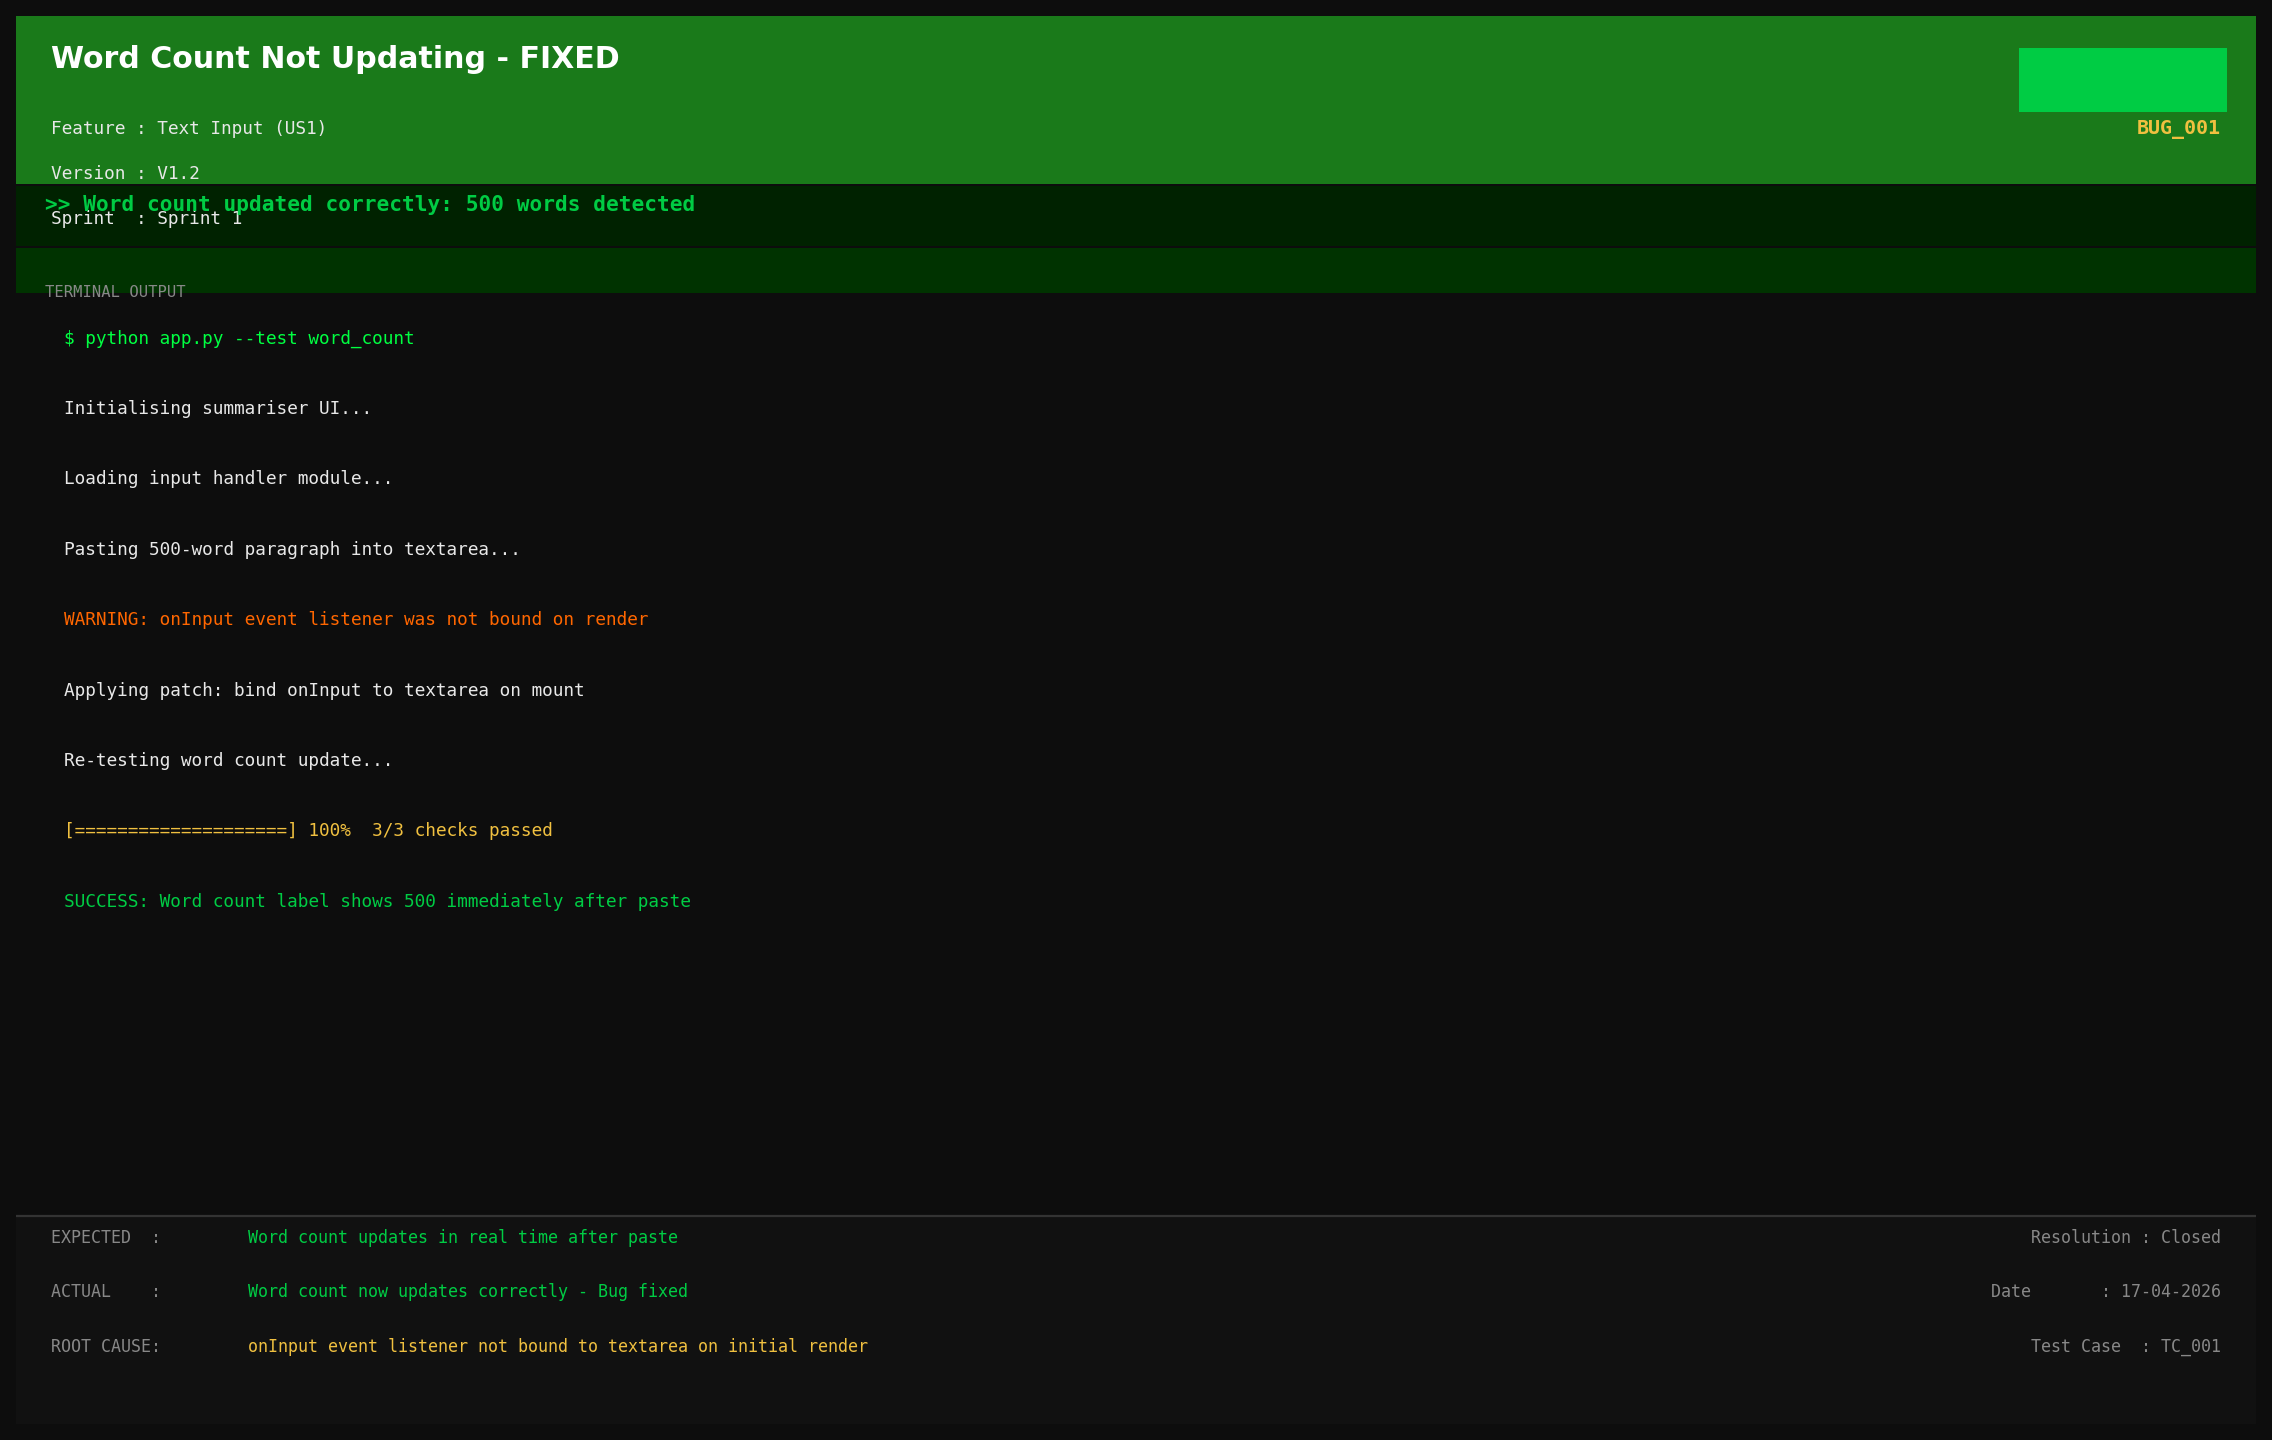 Word Count Not Updating - FIXED
Feature : Text Input (US1)
BUG_001
Version : V1.2
>> Word count updated correctly: 500 words detected
Sprint  : Sprint 1
TERMINAL OUTPUT
$ python app.py --test word_count
Initialising summariser UI...
Loading input handler module...
Pasting 500-word paragraph into textarea...
WARNING: onInput event listener was not bound on render
Applying patch: bind onInput to textarea on mount
Re-testing word count update...
[====================] 100%  3/3 checks passed
SUCCESS: Word count label shows 500 immediately after paste
EXPECTED  : Word count updates in real time after paste
Resolution : Closed
ACTUAL    : Word count now updates correctly - Bug fixed
Date       : 17-04-2026
ROOT CAUSE: onInput event listener not bound to textarea on initial render
Test Case  : TC_001